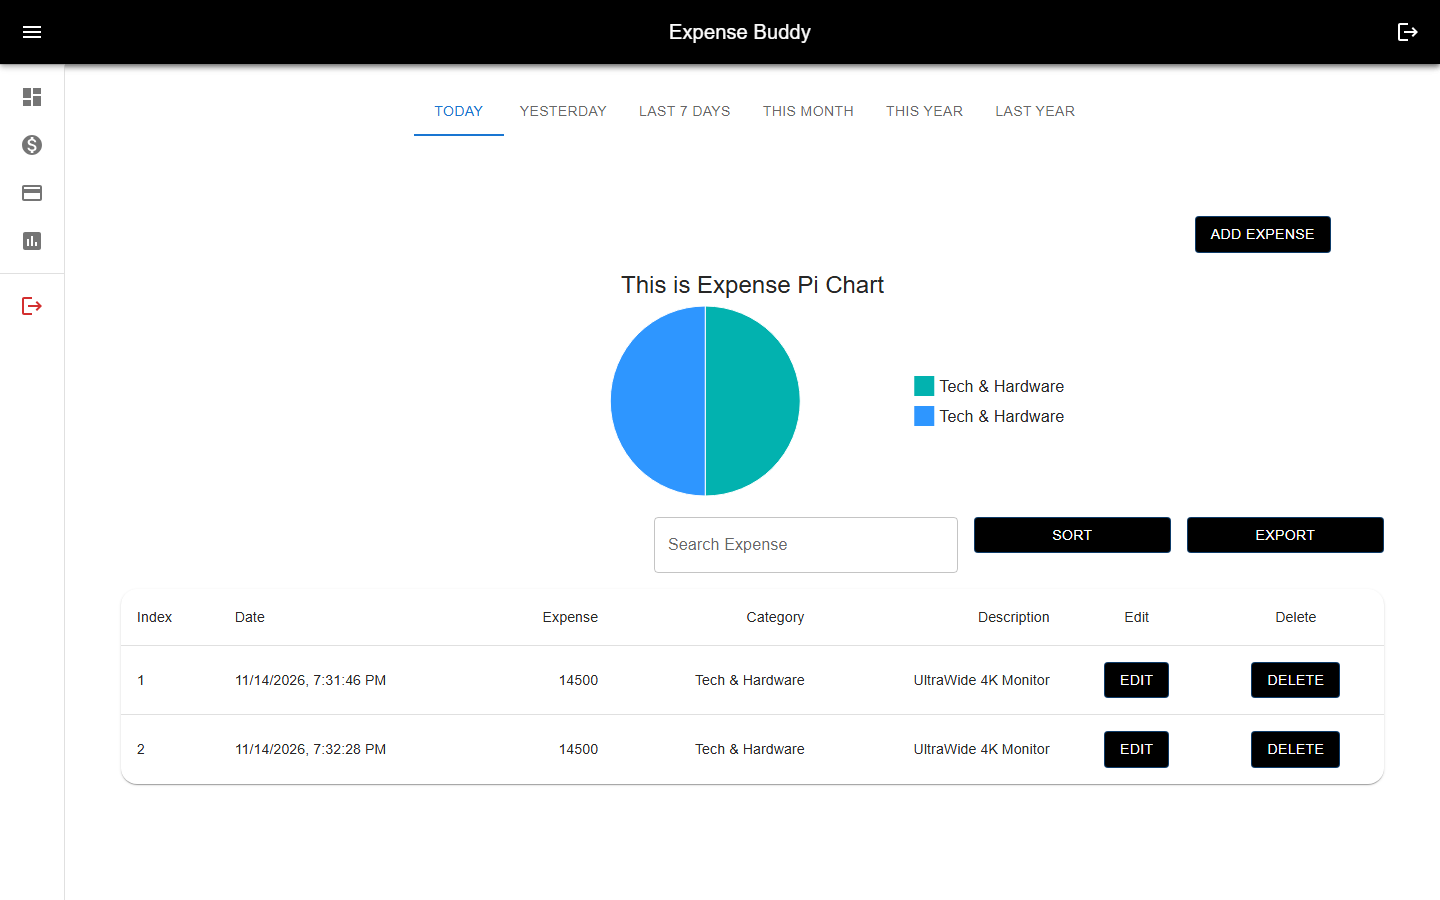 Expense Buddy
TODAY YESTERDAY LAST 7 DAYS THIS MONTH THIS YEAR LAST YEAR
ADD EXPENSE
This is Expense Pi Chart
Tech & Hardware
Tech & Hardware
Search Expense SORT EXPORT
Index Date Expense Category Description Edit Delete
1 11/14/2026, 7:31:46 PM 14500 Tech & Hardware UltraWide 4K Monitor EDIT DELETE
2 11/14/2026, 7:32:28 PM 14500 Tech & Hardware UltraWide 4K Monitor EDIT DELETE